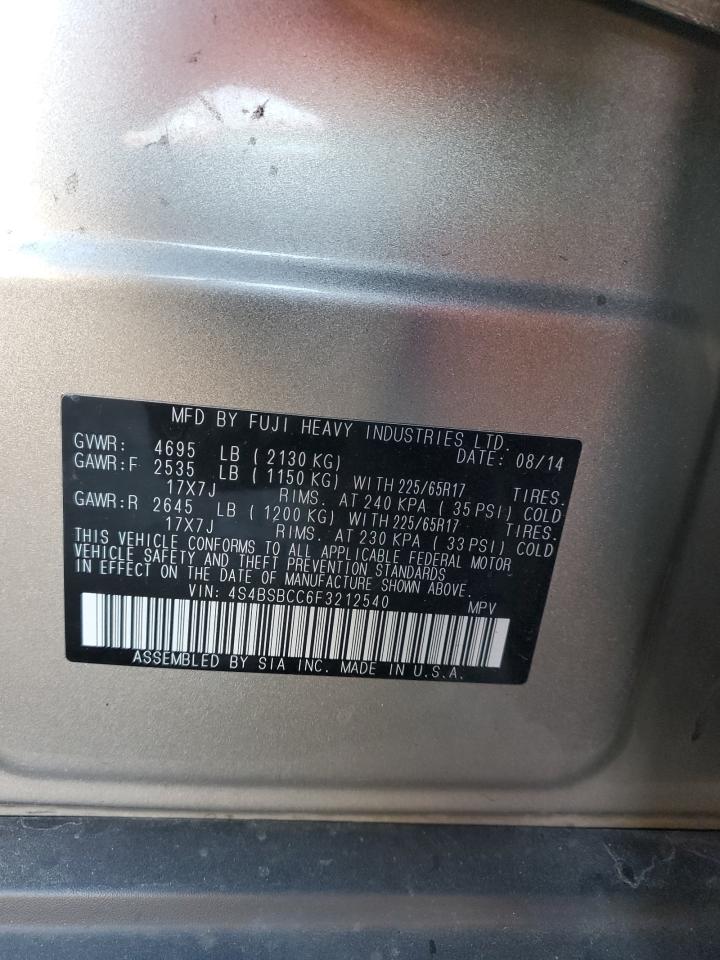 MFD BY FUJI HEAVY INDUSTRIES LTD.
GVWR: 4695 LB ( 2130 KG) DATE: 08/14
GAWR:F 2535 LB ( 1150 KG) WITH 225/65R17 TIRES.
17X7J RIMS. AT 240 KPA ( 35 PSI) COLD
GAWR:R 2645 LB ( 1200 KG) WITH 225/65R17 TIRES.
17X7J RIMS. AT 230 KPA ( 33 PSI) COLD
THIS VEHICLE CONFORMS TO ALL APPLICABLE FEDERAL MOTOR
VEHICLE SAFETY AND THEFT PREVENTION STANDARDS
IN EFFECT ON THE DATE OF MANUFACTURE SHOWN ABOVE.
VIN: 4S4BSBCC6F3212540 MPV
ASSEMBLED BY SIA INC. MADE IN U.S.A.